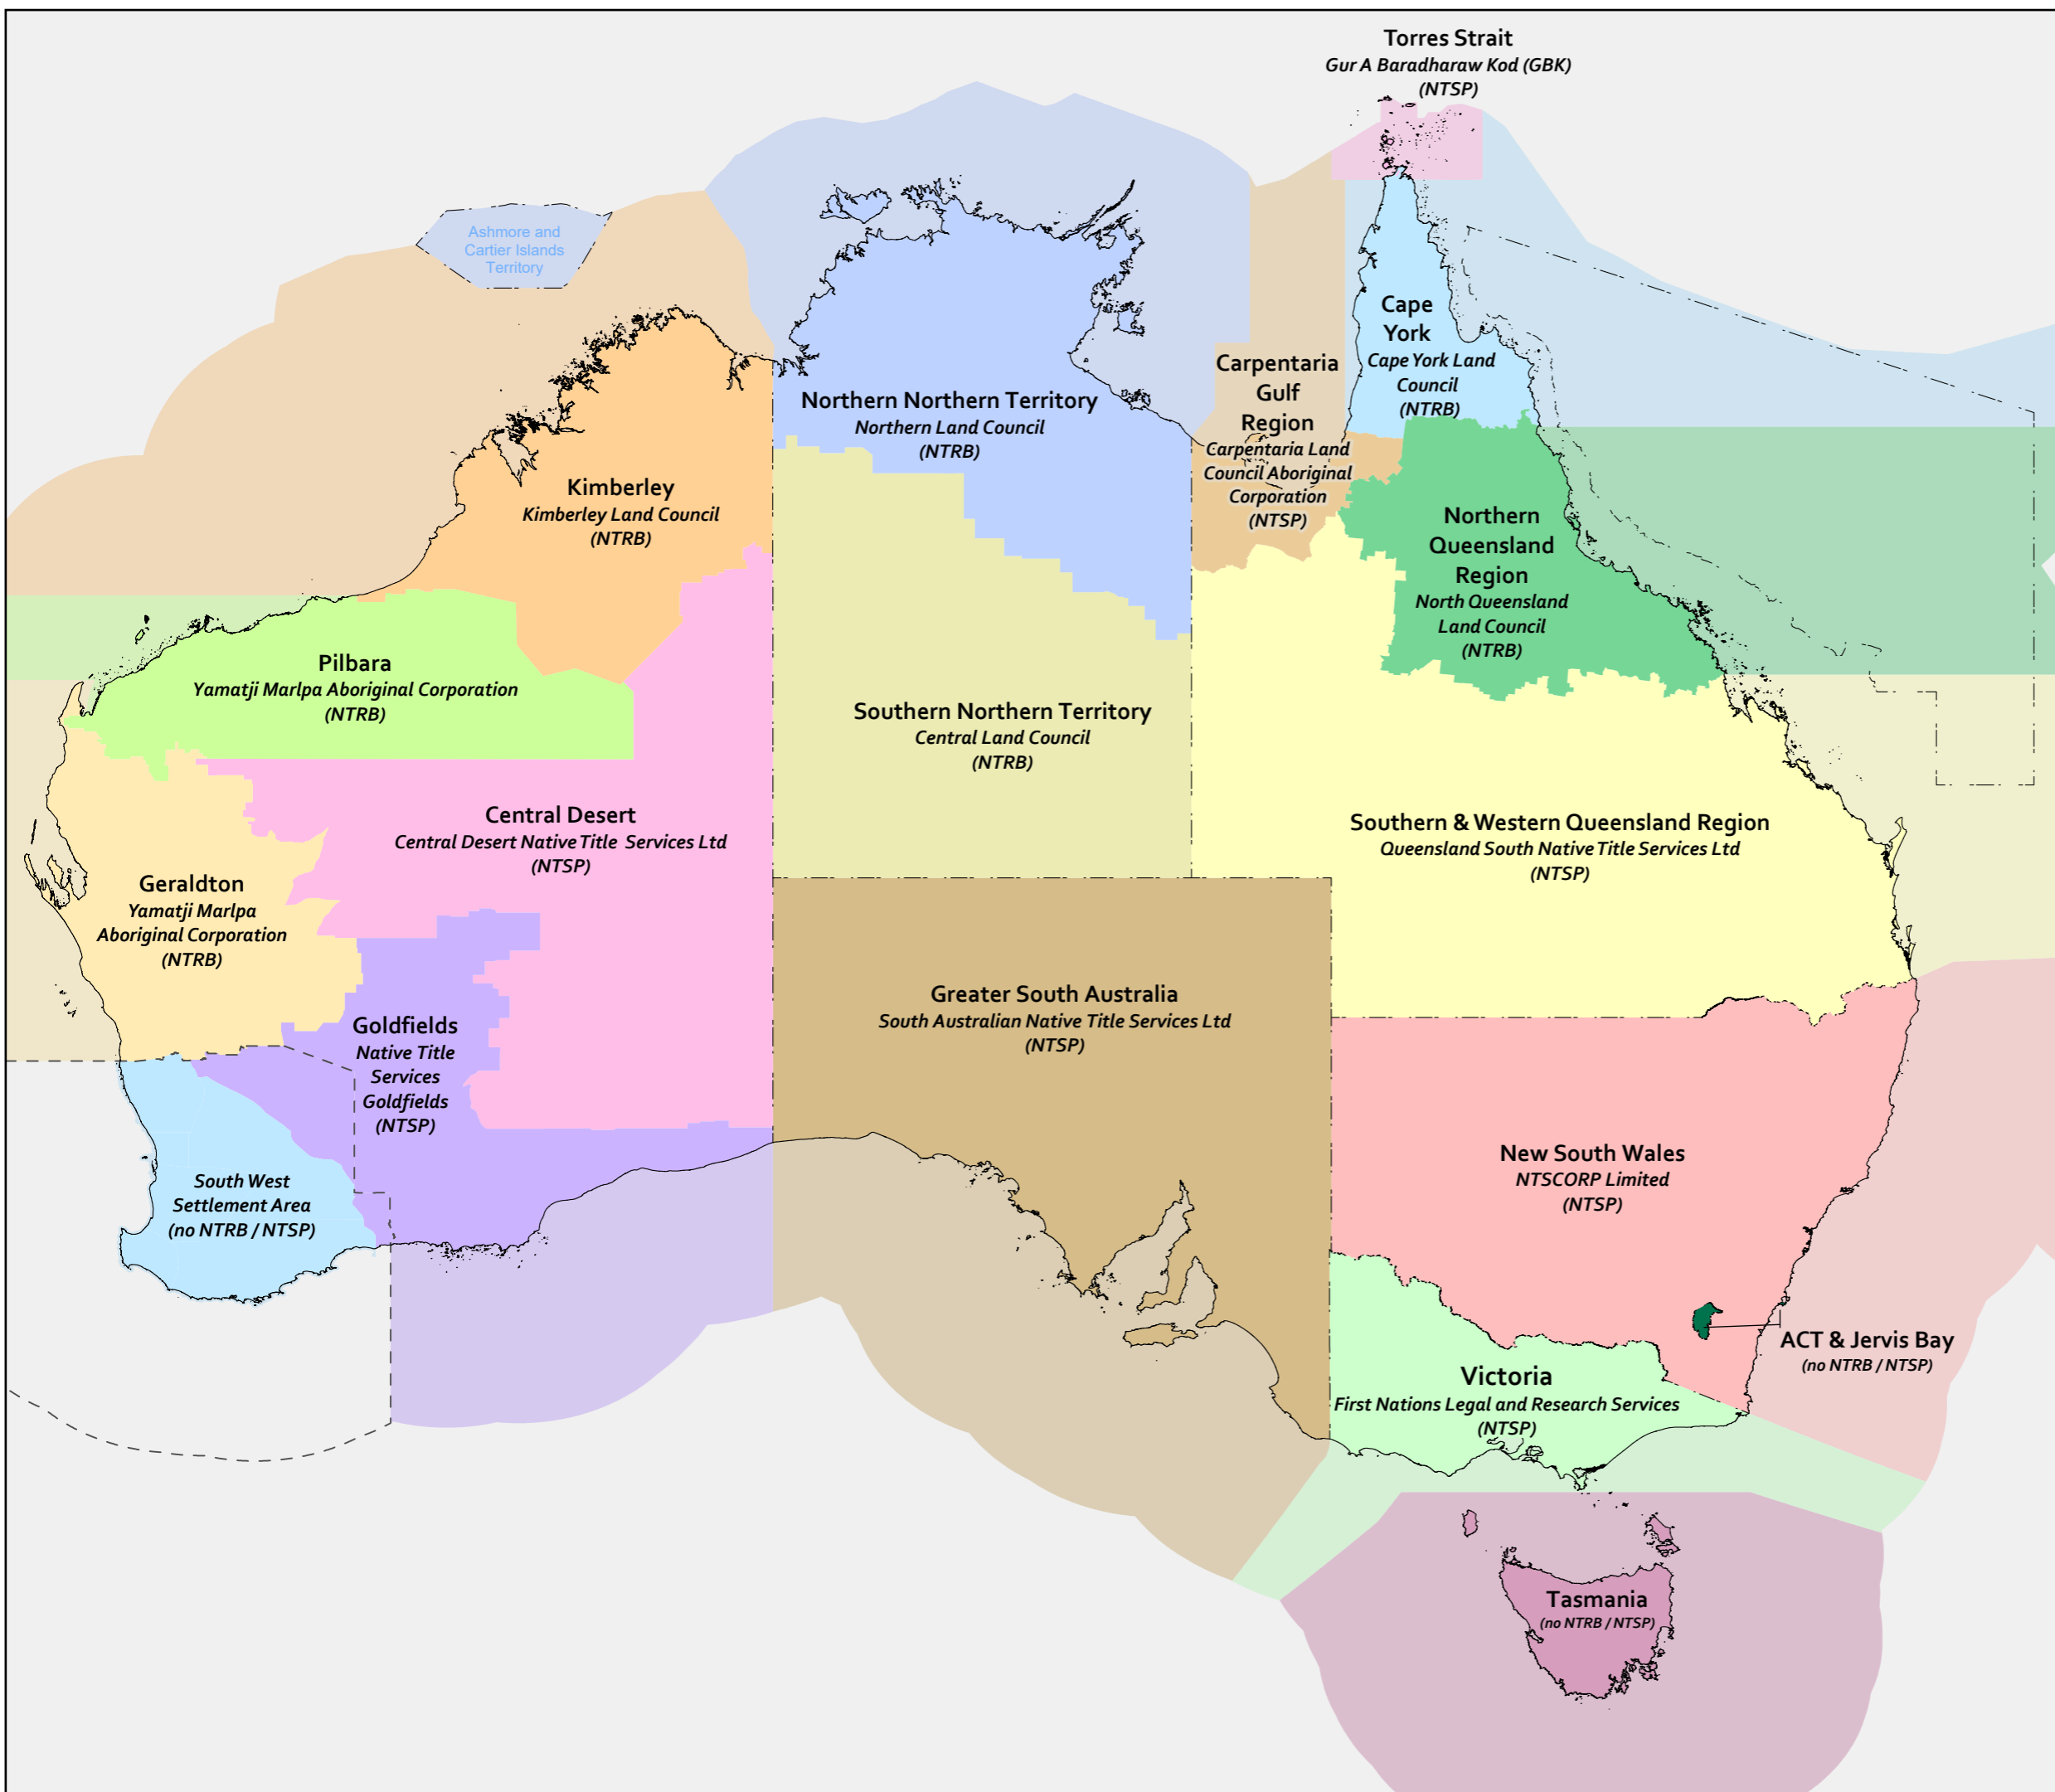 Torres Strait
Gur A Baradharaw Kod (GBK)
(NTSP)
Ashmore and
Cartier Islands
Territory
Cape
York
Cape York Land
Council
(NTRB)
Carpentaria
Gulf
Region
Carpentaria Land
Council Aboriginal
Corporation
(NTSP)
Northern Northern Territory
Northern Land Council
(NTRB)
Kimberley
Kimberley Land Council
(NTRB)
Northern
Queensland
Region
North Queensland
Land Council
(NTRB)
Pilbara
Yamatji Marlpa Aboriginal Corporation
(NTRB)
Southern Northern Territory
Central Land Council
(NTRB)
Central Desert
Central Desert Native Title Services Ltd
(NTSP)
Southern & Western Queensland Region
Queensland South Native Title Services Ltd
(NTSP)
Geraldton
Yamatji Marlpa
Aboriginal Corporation
(NTRB)
Greater South Australia
South Australian Native Title Services Ltd
(NTSP)
Goldfields
Native Title
Services
Goldfields
(NTSP)
South West
Settlement Area
(no NTRB / NTSP)
New South Wales
NTSCORP Limited
(NTSP)
ACT & Jervis Bay
(no NTRB / NTSP)
Victoria
First Nations Legal and Research Services
(NTSP)
Tasmania
(no NTRB / NTSP)